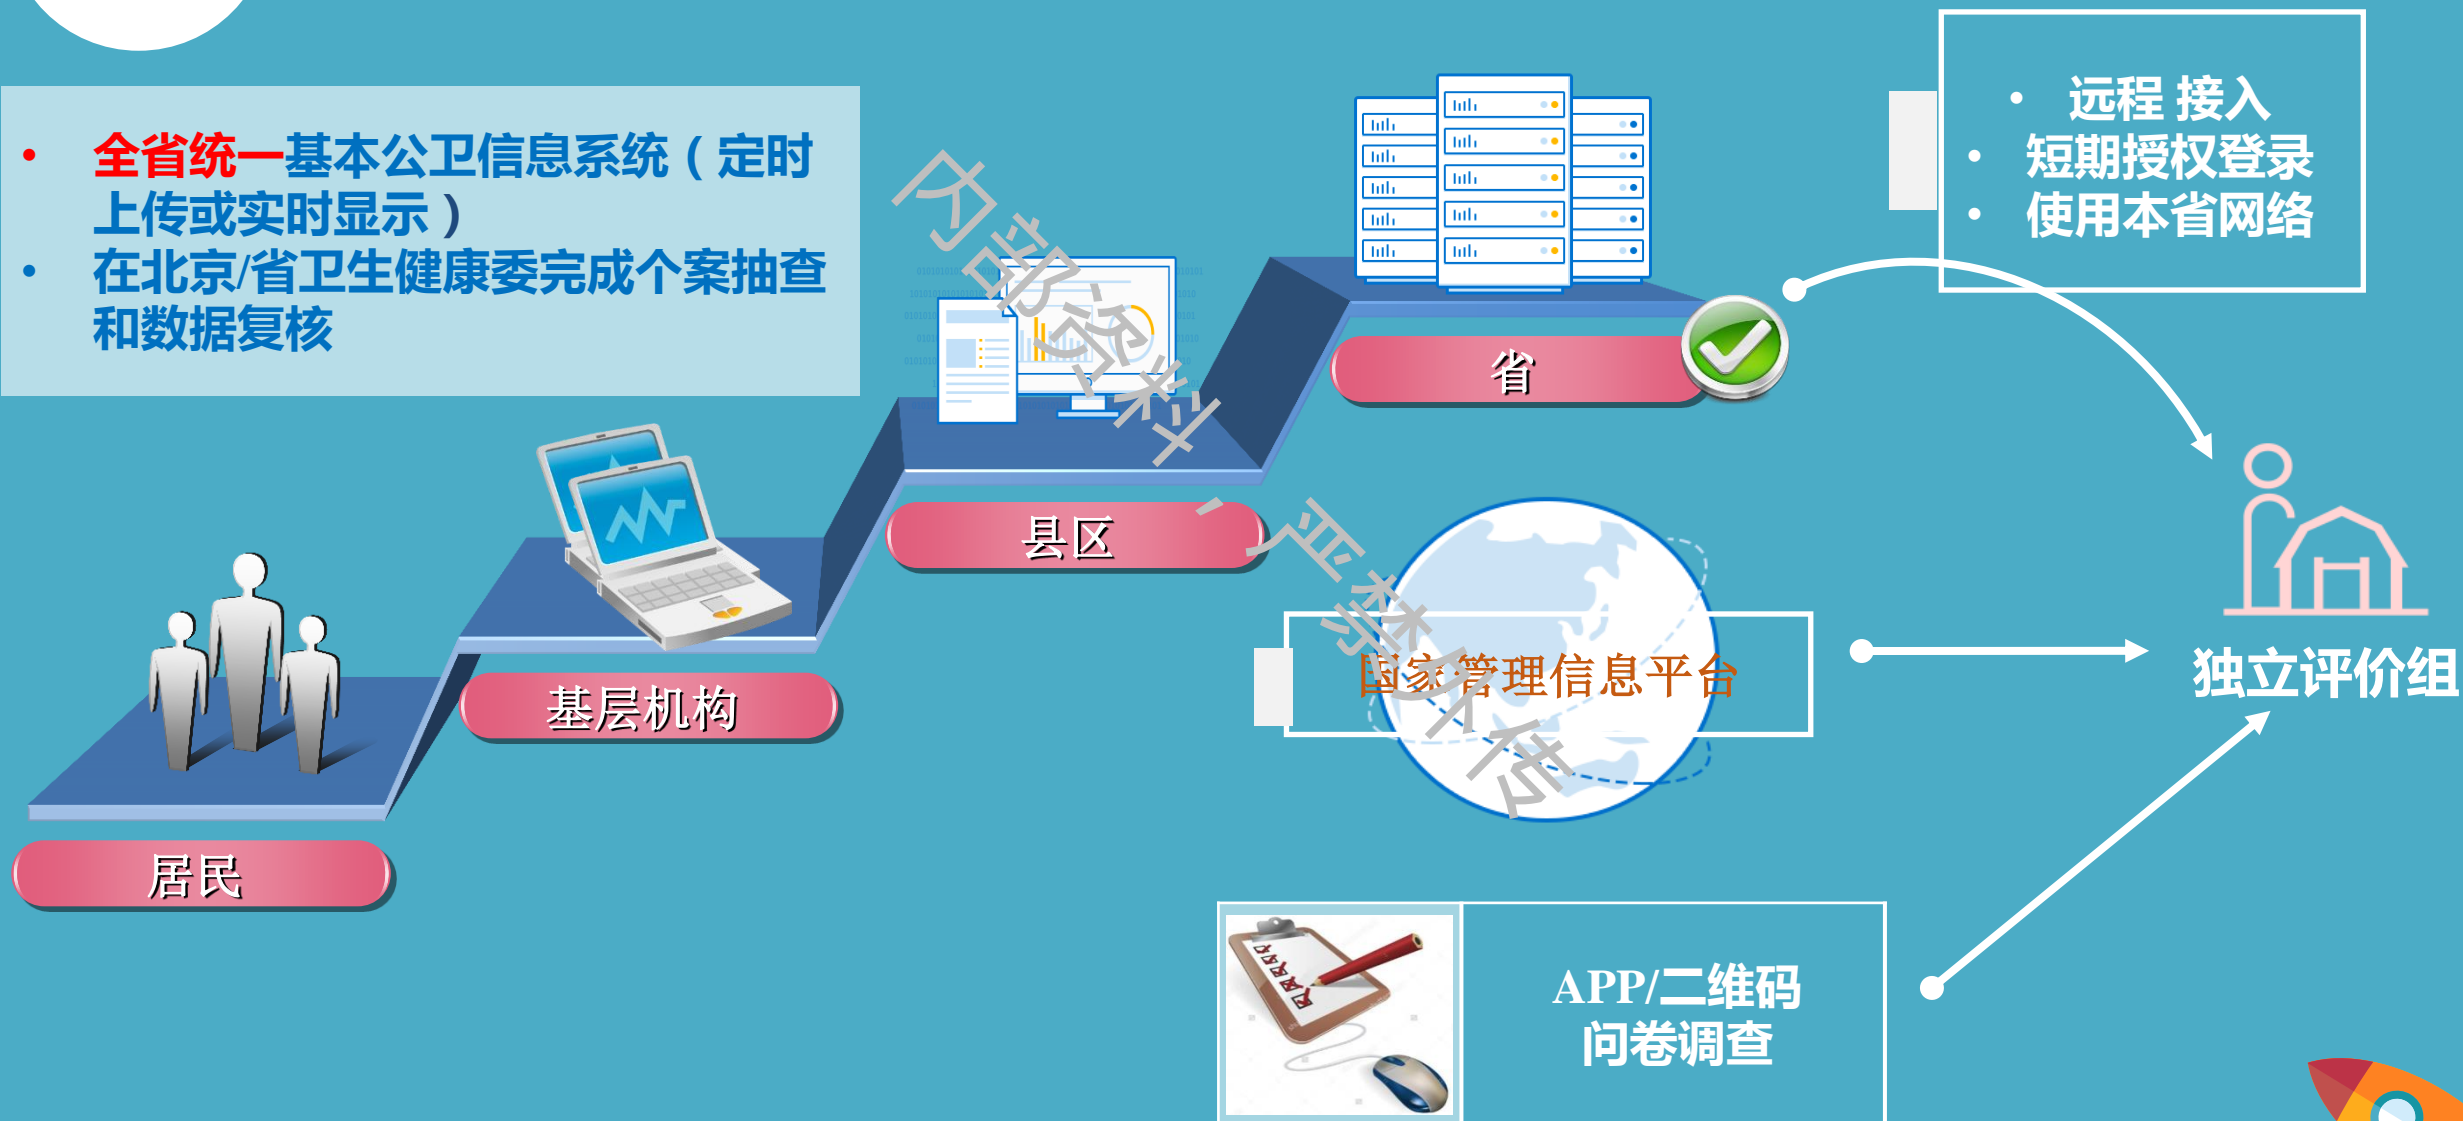 • 全省统一基本公卫信息系统（定时
上传或实时显示）
• 在北京/省卫生健康委完成个案抽查
和数据复核
• 远程 接入
• 短期授权登录
• 使用本省网络
省
县区
基层机构
居民
国家管理信息平台
独立评价组
APP/二维码
问卷调查
内部资料，严禁外传